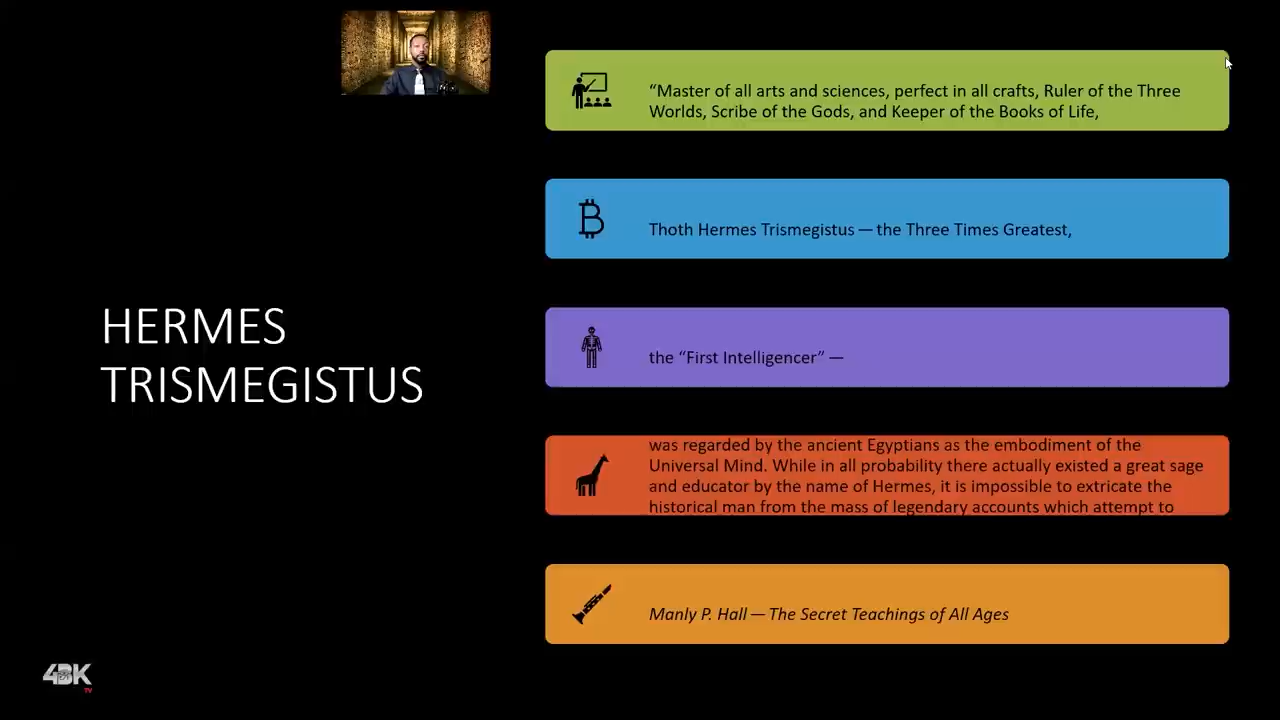 HERMES
TRISMEGISTUS
“Master of all arts and sciences, perfect in all crafts, Ruler of the Three
Worlds, Scribe of the Gods, and Keeper of the Books of Life,
Thoth Hermes Trismegistus — the Three Times Greatest,
the “First Intelligencer” —
was regarded by the ancient Egyptians as the embodiment of the
Universal Mind. While in all probability there actually existed a great sage
and educator by the name of Hermes, it is impossible to extricate the
historical man from the mass of legendary accounts which attempt to
Manly P. Hall — The Secret Teachings of All Ages
4BK
TV